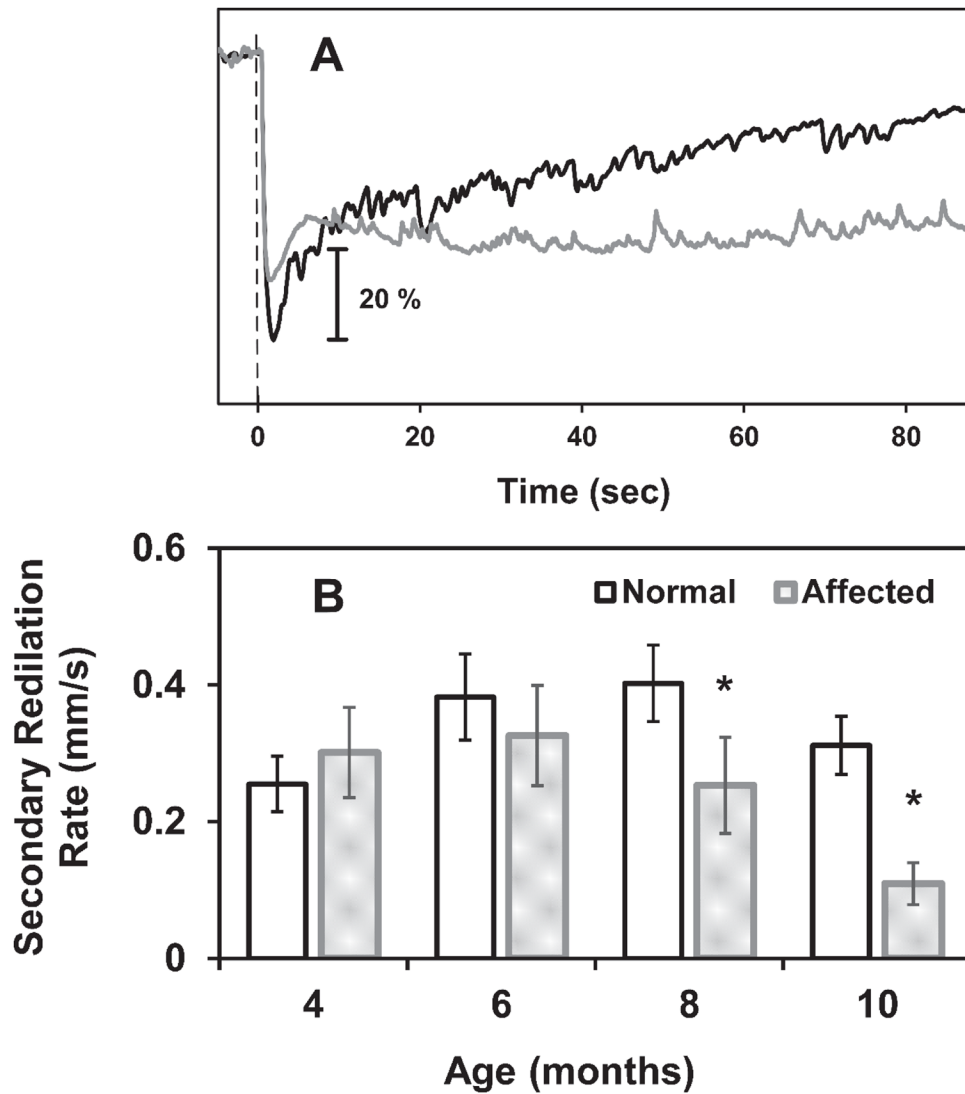 A
20 %
0 20 40 60 80
Time (sec)
0.6
B
Normal Affected
Secondary Redilation
Rate (mm/s)
0.4
*
*
0.2
0
4 6 8 10
Age (months)